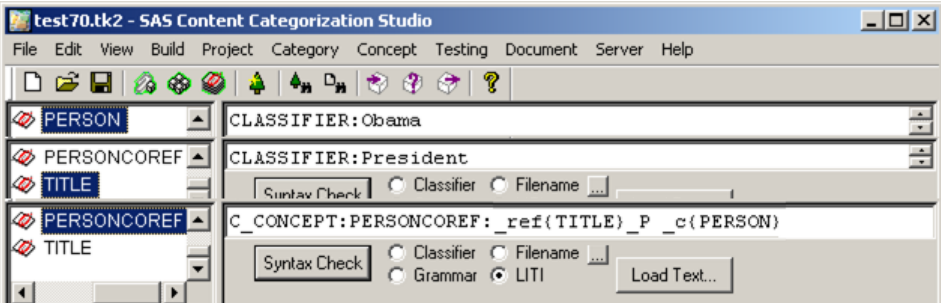 test70.tk2 - SAS Content Categorization Studio
File Edit View Build Project Category Concept Testing Document Server Help
PERSON
CLASSIFIER:Obama
PERSONCOREF
CLASSIFIER:President
TITLE
Syntax Check Classifier Filename ...
PERSONCOREF
C_CONCEPT:PERSONCOREF:_ref{TITLE}_P _c{PERSON}
TITLE
Syntax Check Classifier Filename ...
Grammar LITI Load Text...